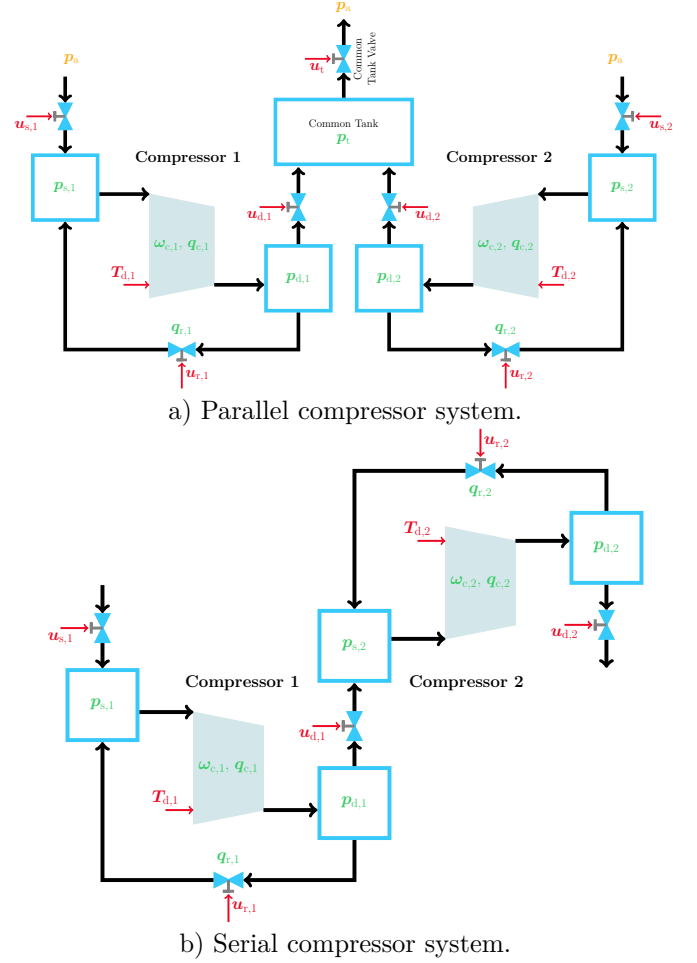 p_a
u_t
Common
Tank Valve
p_a
p_a
u_s,1
u_s,2
Common Tank
p_t
Compressor 1
Compressor 2
p_s,1
p_s,2
u_d,1
u_d,2
ω_c,1, q_c,1
ω_c,2, q_c,2
T_d,1
p_d,1
p_d,2
T_d,2
q_r,1
q_r,2
u_r,1
u_r,2
a) Parallel compressor system.
u_r,2
q_r,2
T_d,2
p_d,2
ω_c,2, q_c,2
u_s,1
u_d,2
p_s,2
Compressor 1
Compressor 2
p_s,1
u_d,1
ω_c,1, q_c,1
T_d,1
p_d,1
q_r,1
u_r,1
b) Serial compressor system.